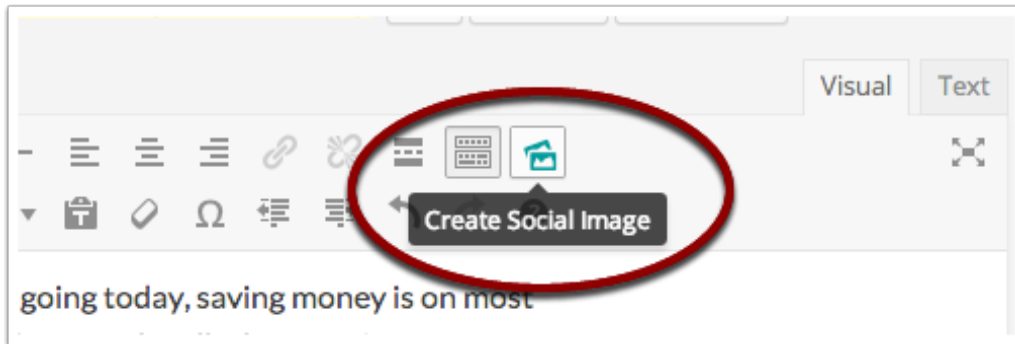 Visual Text
Create Social Image
going today, saving money is on most